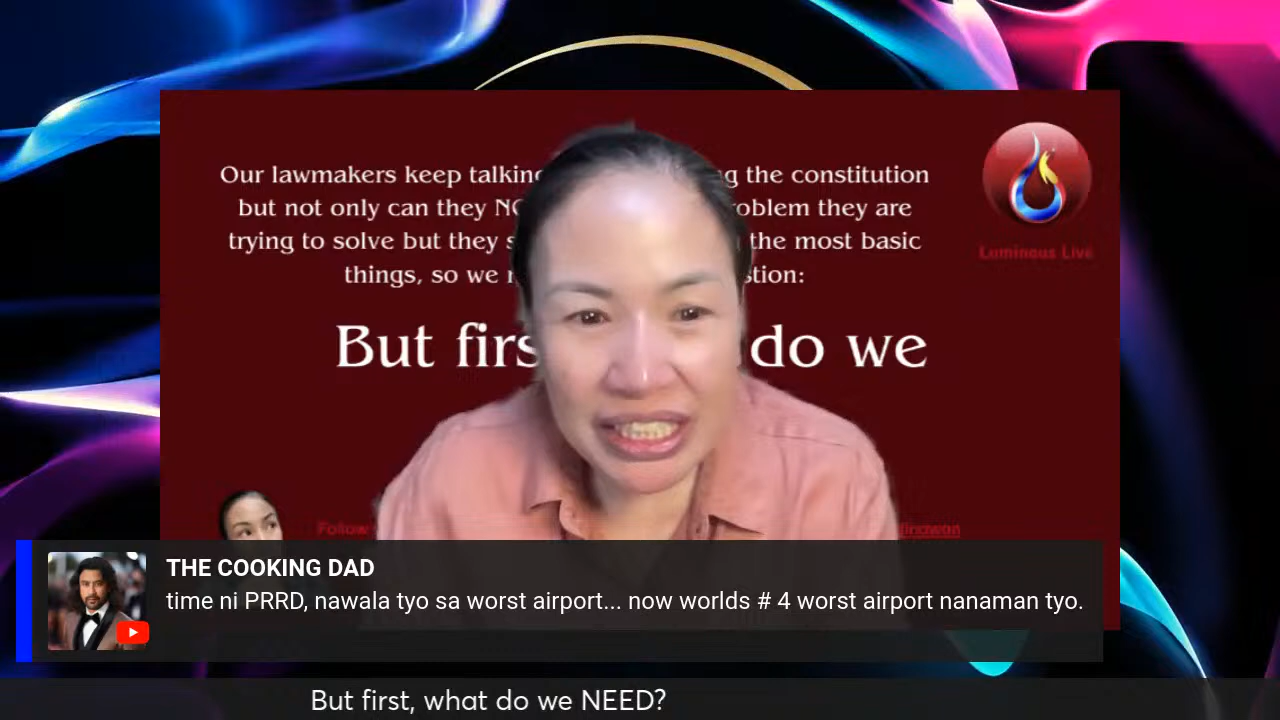 Our lawmakers keep talking the constitution
but not only can they roblem they are
trying to solve but they the most basic
things, so we stion:
But firs do we
Luminous Live
Follow
THE COOKING DAD
time ni PRRD, nawala tyo sa worst airport... now worlds # 4 worst airport nanaman tyo.
But first, what do we NEED?